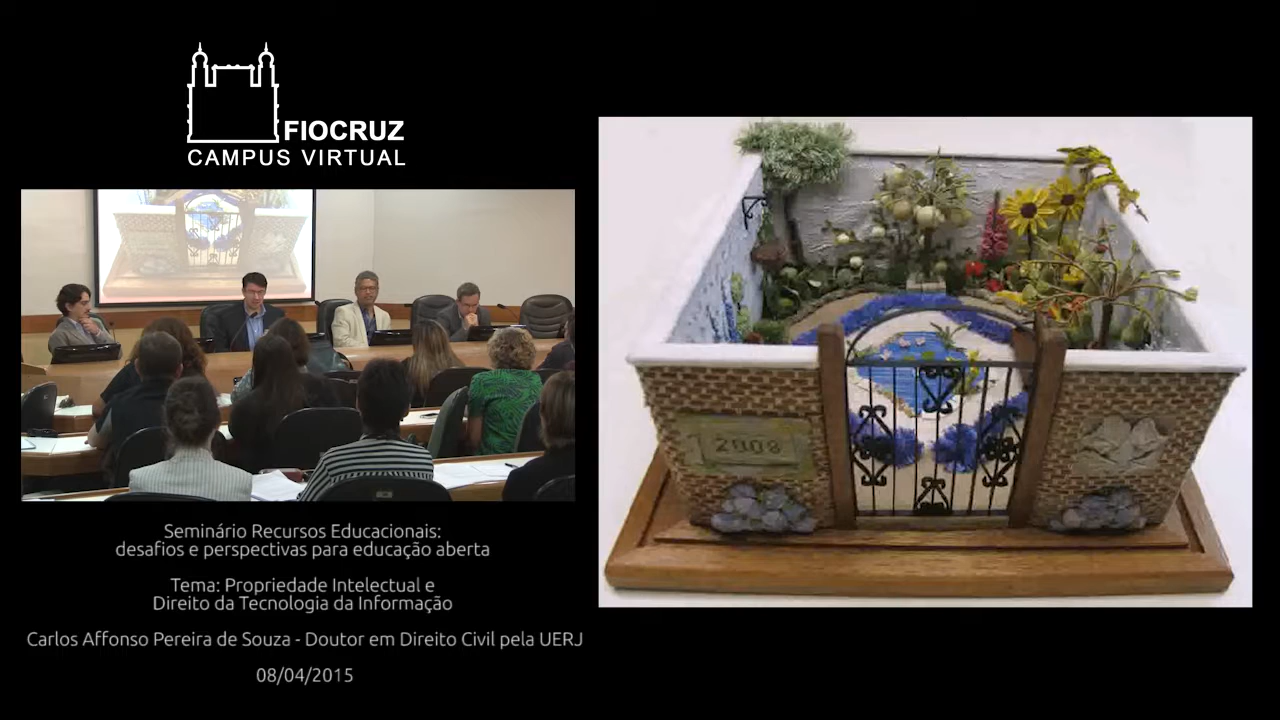 FIOCRUZ
CAMPUS VIRTUAL
Seminário Recursos Educacionais:
desafios e perspectivas para educação aberta
Tema: Propriedade Intelectual e
Direito da Tecnologia da Informação
Carlos Affonso Pereira de Souza - Doutor em Direito Civil pela UERJ
08/04/2015
2008